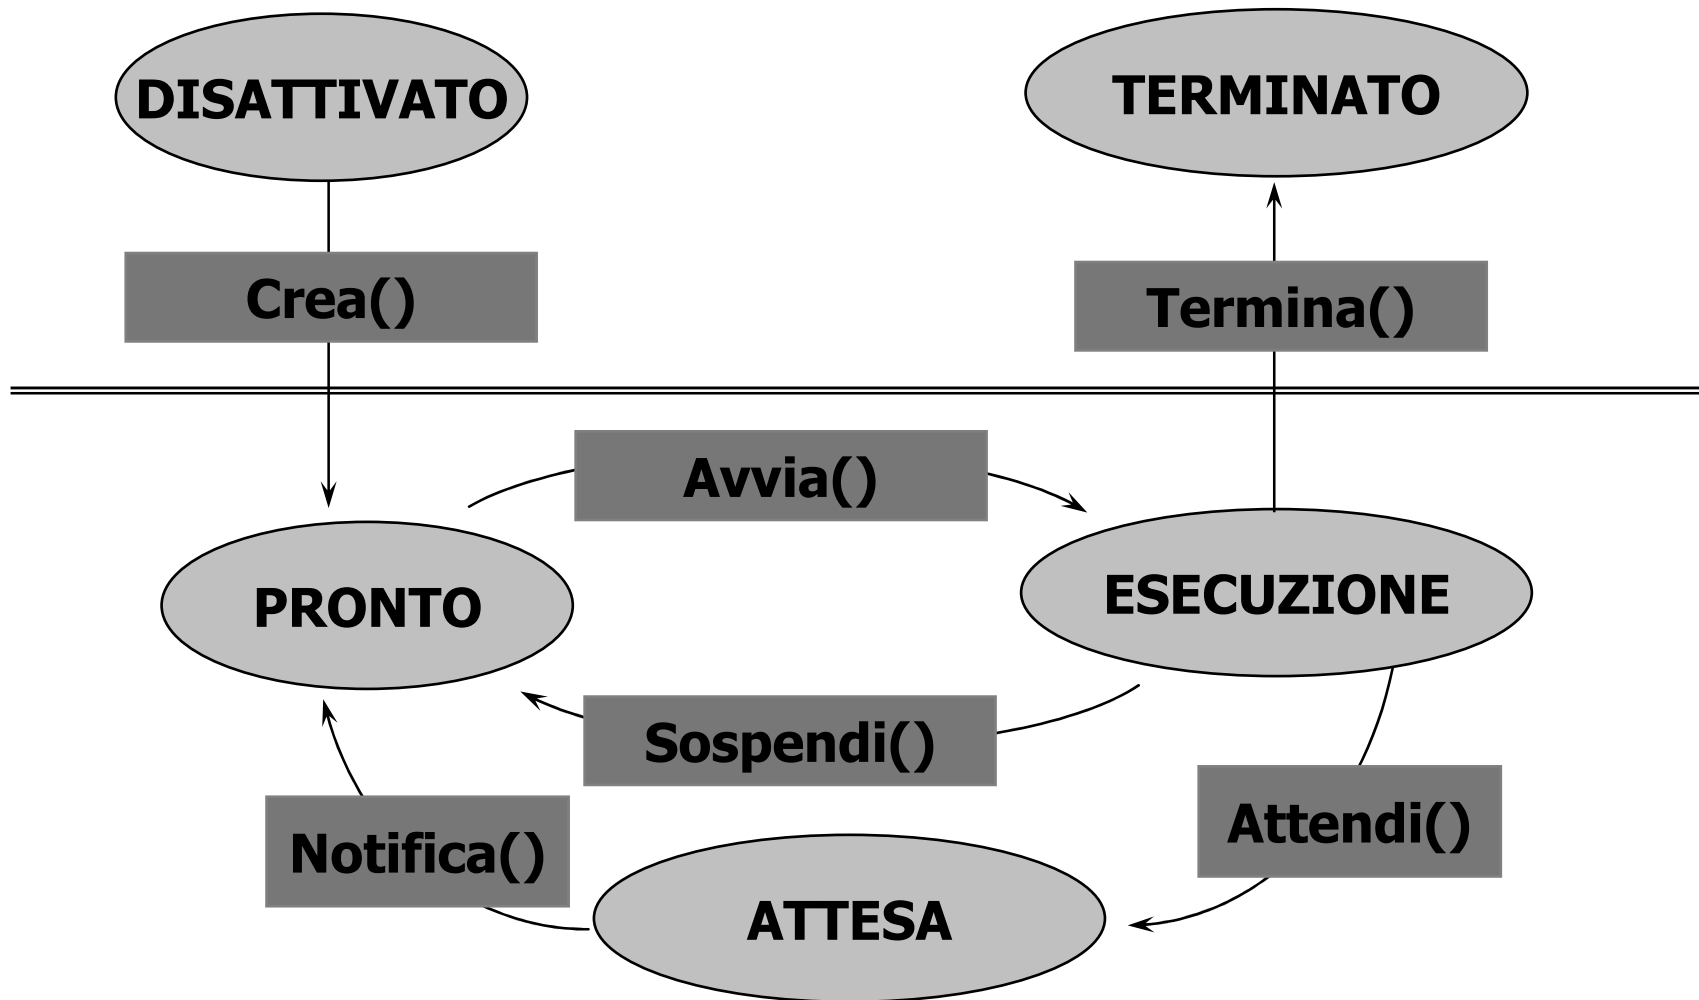 DISATTIVATO
TERMINATO
Crea()
Termina()
Avvia()
PRONTO
ESECUZIONE
Sospendi()
Notifica()
Attendi()
ATTESA